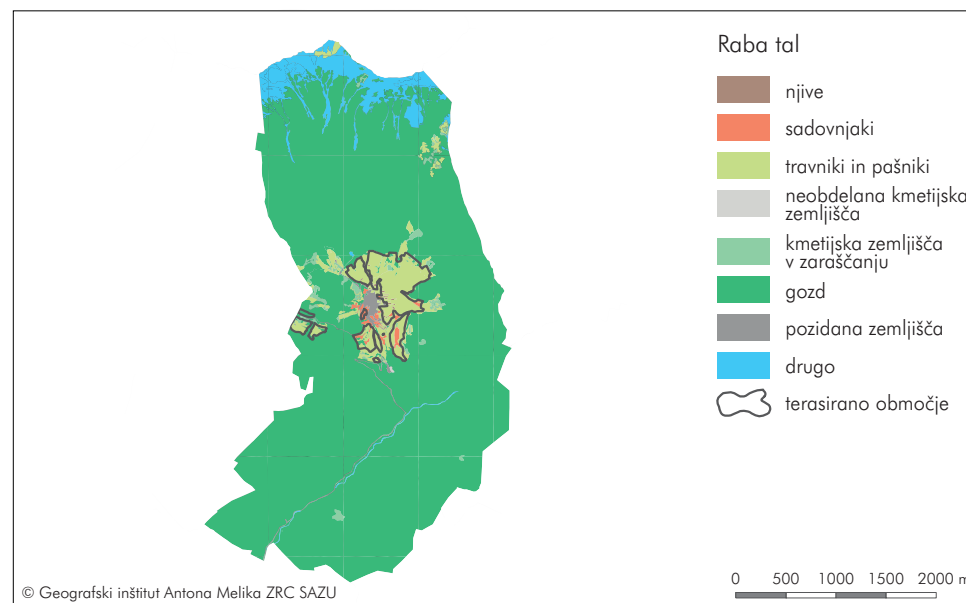 Raba tal
njive
sadovnjaki
travniki in pašniki
neobdelana kmetijska
zemljišča
kmetijska zemljišča
v zaraščanju
gozd
pozidana zemljišča
drugo
terasirano območje
© Geografski inštitut Antona Melika ZRC SAZU
0 500 1000 1500 2000 m